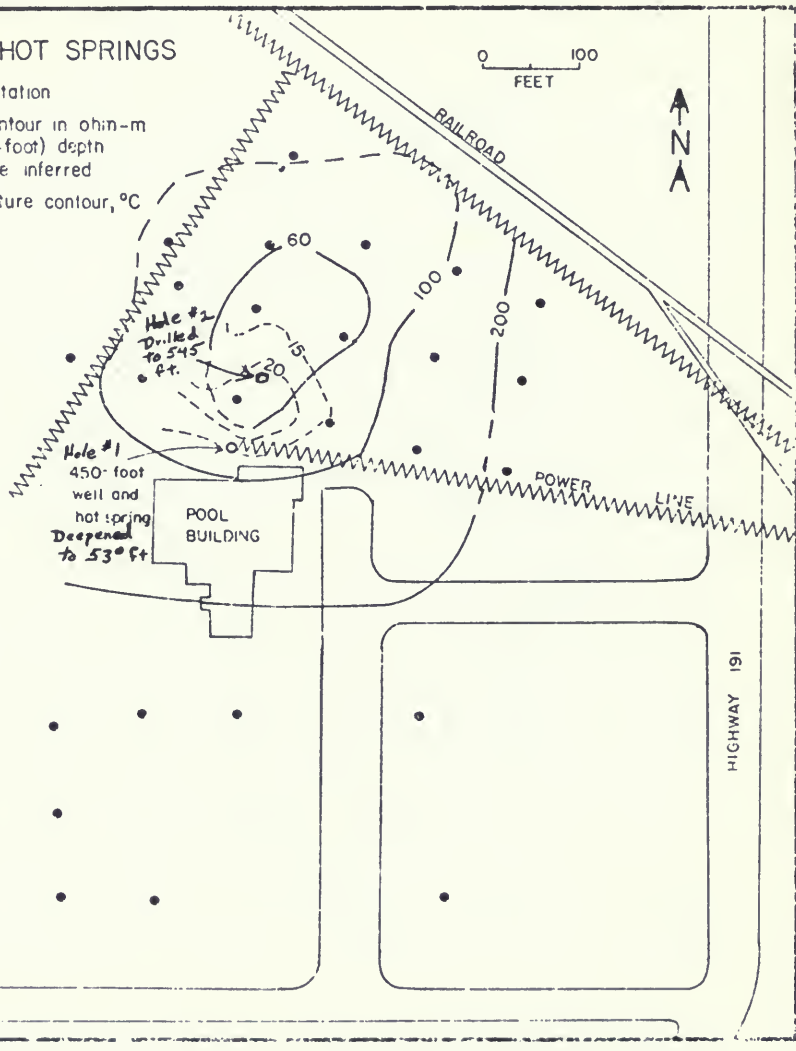 HOT SPRINGS
tation
ntour in ohm-m
foot) depth
e inferred
ture contour, °C
0 100
FEET
N
RAILROAD
60
100
200
15
20
Hole #2
Drilled
to 545
ft.
Hole #1
450-foot
well and
hot spring
Deepened
to 530 ft
POOL
BUILDING
POWER LINE
HIGHWAY 191